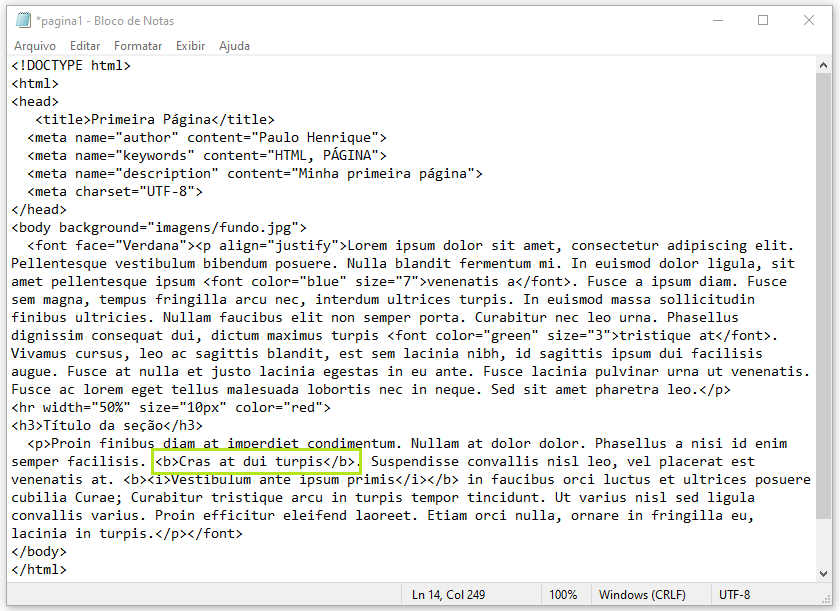 *pagina1 - Bloco de Notas
Arquivo Editar Formatar Exibir Ajuda
<!DOCTYPE html>
<html>
<head>
   <title>Primeira Página</title>
  <meta name="author" content="Paulo Henrique">
  <meta name="keywords" content="HTML, PÁGINA">
  <meta name="description" content="Minha primeira página">
  <meta charset="UTF-8">
</head>
<body background="imagens/fundo.jpg">
  <font face="Verdana"><p align="justify">Lorem ipsum dolor sit amet, consectetur adipiscing elit.
Pellentesque vestibulum bibendum posuere. Nulla blandit fermentum mi. In euismod dolor ligula, sit
amet pellentesque ipsum <font color="blue" size="7">venenatis a</font>. Fusce a ipsum diam. Fusce
sem magna, tempus fringilla arcu nec, interdum ultrices turpis. In euismod massa sollicitudin
finibus ultricies. Nullam faucibus elit non semper porta. Curabitur nec leo urna. Phasellus
dignissim consequat dui, dictum maximus turpis <font color="green" size="3">tristique at</font>.
Vivamus cursus, leo ac sagittis blandit, est sem lacinia nibh, id sagittis ipsum dui facilisis
augue. Fusce at nulla et justo lacinia egestas in eu ante. Fusce lacinia pulvinar urna ut venenatis.
Fusce ac lorem eget tellus malesuada lobortis nec in neque. Sed sit amet pharetra leo.</p>
<hr width="50%" size="10px" color="red">
<h3>Título da seção</h3>
  <p>Proin finibus diam at imperdiet condimentum. Nullam at dolor dolor. Phasellus a nisi id enim
semper facilisis. <b>Cras at dui turpis</b>. Suspendisse convallis nisl leo, vel placerat est
venenatis at. <b><i>Vestibulum ante ipsum primis</i></b> in faucibus orci luctus et ultrices posuere
cubilia Curae; Curabitur tristique arcu in turpis tempor tincidunt. Ut varius nisl sed ligula
convallis varius. Proin efficitur eleifend laoreet. Etiam orci nulla, ornare in fringilla eu,
lacinia in turpis.</p></font>
</body>
</html>
Ln 14, Col 249 100% Windows (CRLF) UTF-8